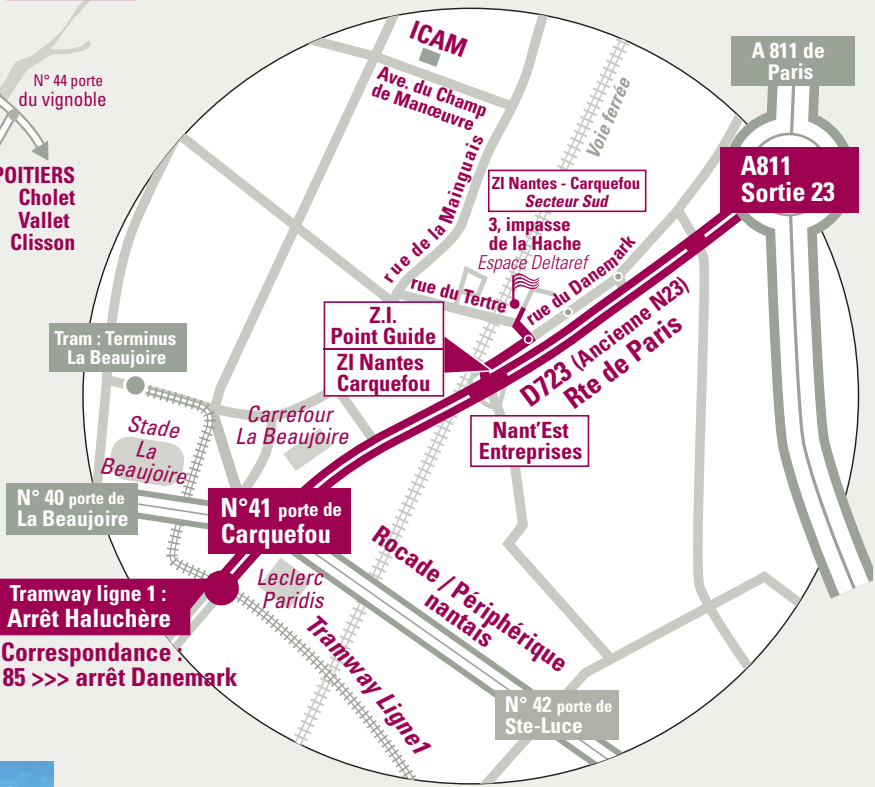 N° 44 porte
du vignoble
POITIERS
Cholet
Vallet
Clisson
ICAM
Ave. du Champ
de Manœuvre
rue de la Mainguais
Voie ferrée
A 811 de
Paris
A811
Sortie 23
ZI Nantes - Carquefou
Secteur Sud
3, impasse
de la Hache
Espace Deltaref
rue du Tertre
rue du Danemark
Z.I.
Point Guide
ZI Nantes
Carquefou
D723 (Ancienne N23)
Rte de Paris
Nant'Est
Entreprises
Tram : Terminus
La Beaujoire
Stade
La
Beaujoire
Carrefour
La Beaujoire
N° 40 porte de
La Beaujoire
N°41 porte de
Carquefou
Leclerc
Paridis
Rocade / Périphérique
nantais
Tramway ligne 1 :
Arrêt Haluchère
Correspondance :
85 >>> arrêt Danemark
Tramway Ligne1
N° 42 porte de
Ste-Luce